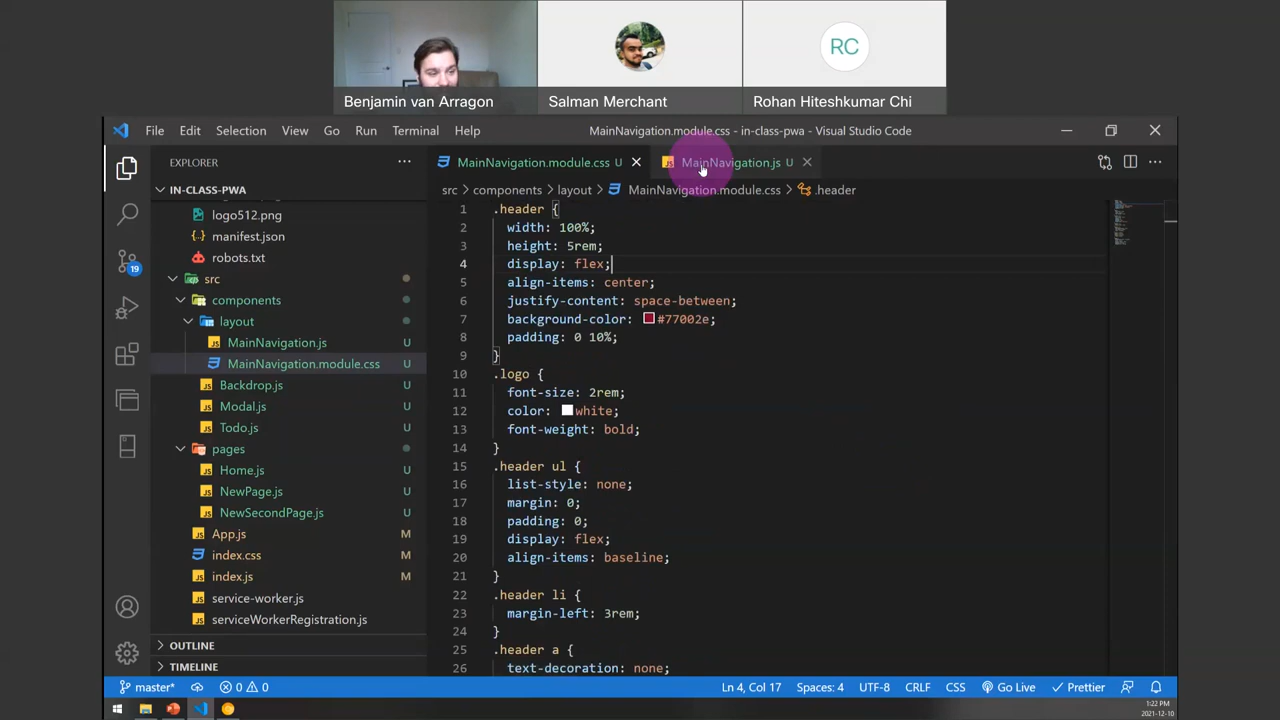 RC
Benjamin van Arragon
Salman Merchant
Rohan Hiteshkumar Chi
File Edit Selection View Go Run Terminal Help
MainNavigation.module.css - in-class-pwa - Visual Studio Code
EXPLORER
MainNavigation.module.css U
MainNavigation.js U
IN-CLASS-PWA
src > components > layout > MainNavigation.module.css > .header
logo512.png
manifest.json
robots.txt
src
components
layout
MainNavigation.js U
MainNavigation.module.css U
Backdrop.js U
Modal.js U
Todo.js U
pages
Home.js U
NewPage.js U
NewSecondPage.js U
App.js M
index.css M
index.js M
service-worker.js
serviceWorkerRegistration.js
OUTLINE
TIMELINE
19
1 .header {
2 width: 100%;
3 height: 5rem;
4 display: flex;
5 align-items: center;
6 justify-content: space-between;
7 background-color: #77002e;
8 padding: 0 10%;
9 }
10 .logo {
11 font-size: 2rem;
12 color: white;
13 font-weight: bold;
14 }
15 .header ul {
16 list-style: none;
17 margin: 0;
18 padding: 0;
19 display: flex;
20 align-items: baseline;
21 }
22 .header li {
23 margin-left: 3rem;
24 }
25 .header a {
26 text-decoration: none;
master* 0 0 Ln 4, Col 17 Spaces: 4 UTF-8 CRLF CSS Go Live Prettier
1:22 PM
2021-12-10